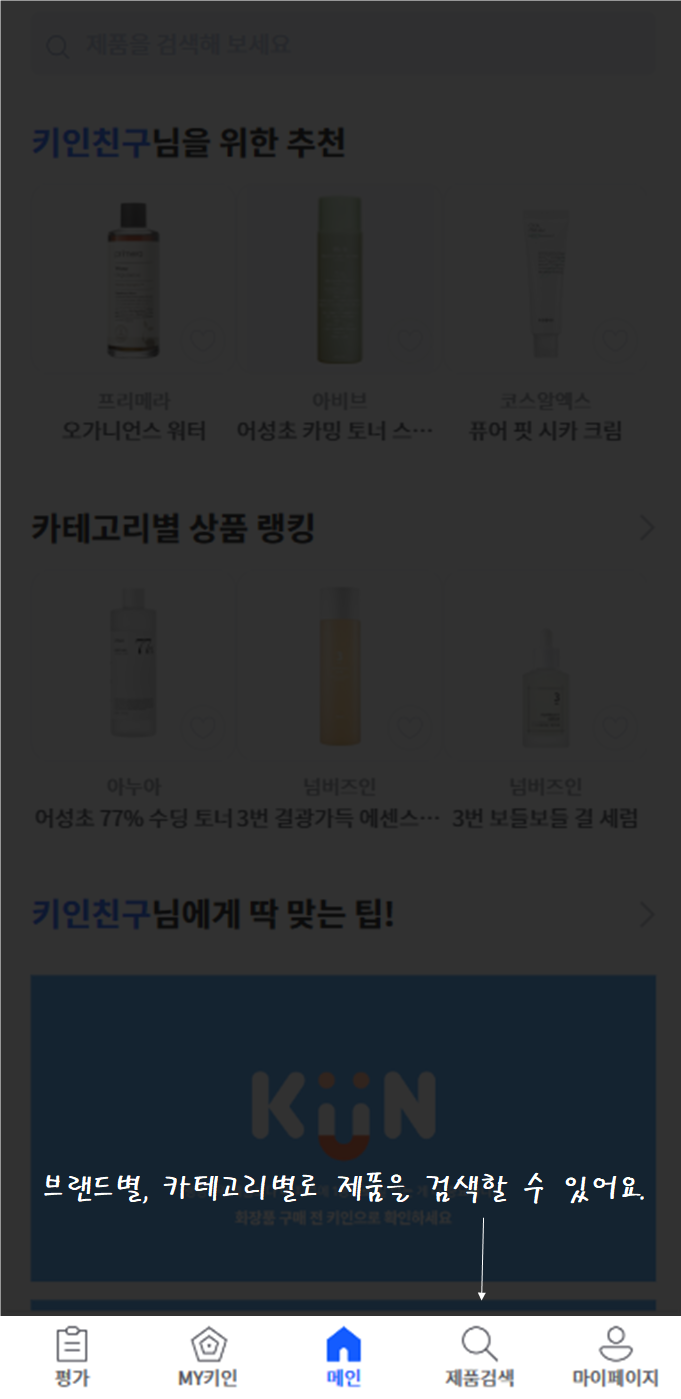 제품을 검색해 보세요
키인친구님을 위한 추천
프리메라
오가니언스 워터
아비브
어성초 카밍 토너 스…
코스알엑스
퓨어 핏 시카 크림
카테고리별 상품 랭킹
77
3
아누아
어성초 77% 수딩 토너
넘버즈인
3번 결광가득 에센스…
넘버즈인
3번 보들보들 결 세럼
키인친구님에게 딱 맞는 팁!
KiiN
브랜드별, 카테고리별로 제품을 검색할 수 있어요.
화장품 구매 전 키인으로 확인하세요
평가
MY키인
메인
제품검색
마이페이지